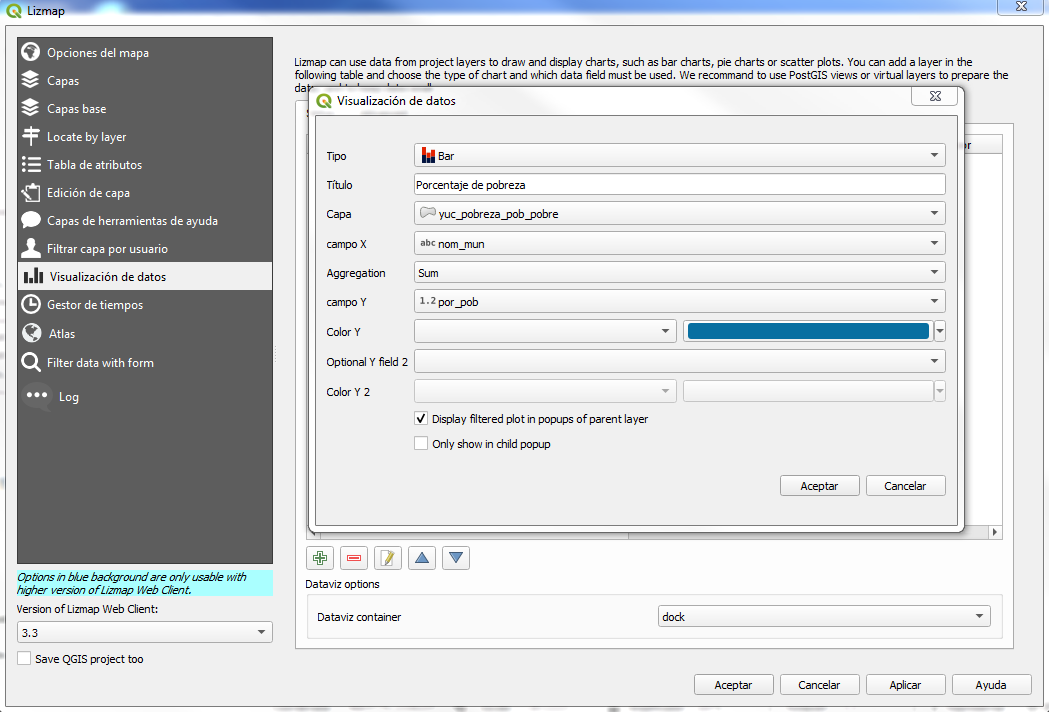 Lizmap
Opciones del mapa
Capas
Capas base
Locate by layer
Tabla de atributos
Edición de capa
Capas de herramientas de ayuda
Filtrar capa por usuario
Visualización de datos
Gestor de tiempos
Atlas
Filter data with form
Log
Options in blue background are only usable with
higher version of Lizmap Web Client.
Version of Lizmap Web Client:
3.3
Save QGIS project too
Lizmap can use data from project layers to draw and display charts, such as bar charts, pie charts or scatter plots. You can add a layer in the
following table and choose the type of chart and which data field must be used. We recommand to use PostGIS views or virtual layers to prepare the
Visualización de datos
Tipo
Bar
Título
Porcentaje de pobreza
Capa
yuc_pobreza_pob_pobre
campo X
abc nom_mun
Aggregation
Sum
campo Y
1.2 por_pob
Color Y
Optional Y field 2
Color Y 2
Display filtered plot in popups of parent layer
Only show in child popup
Aceptar
Cancelar
Dataviz options
Dataviz container
dock
Aceptar
Cancelar
Aplicar
Ayuda